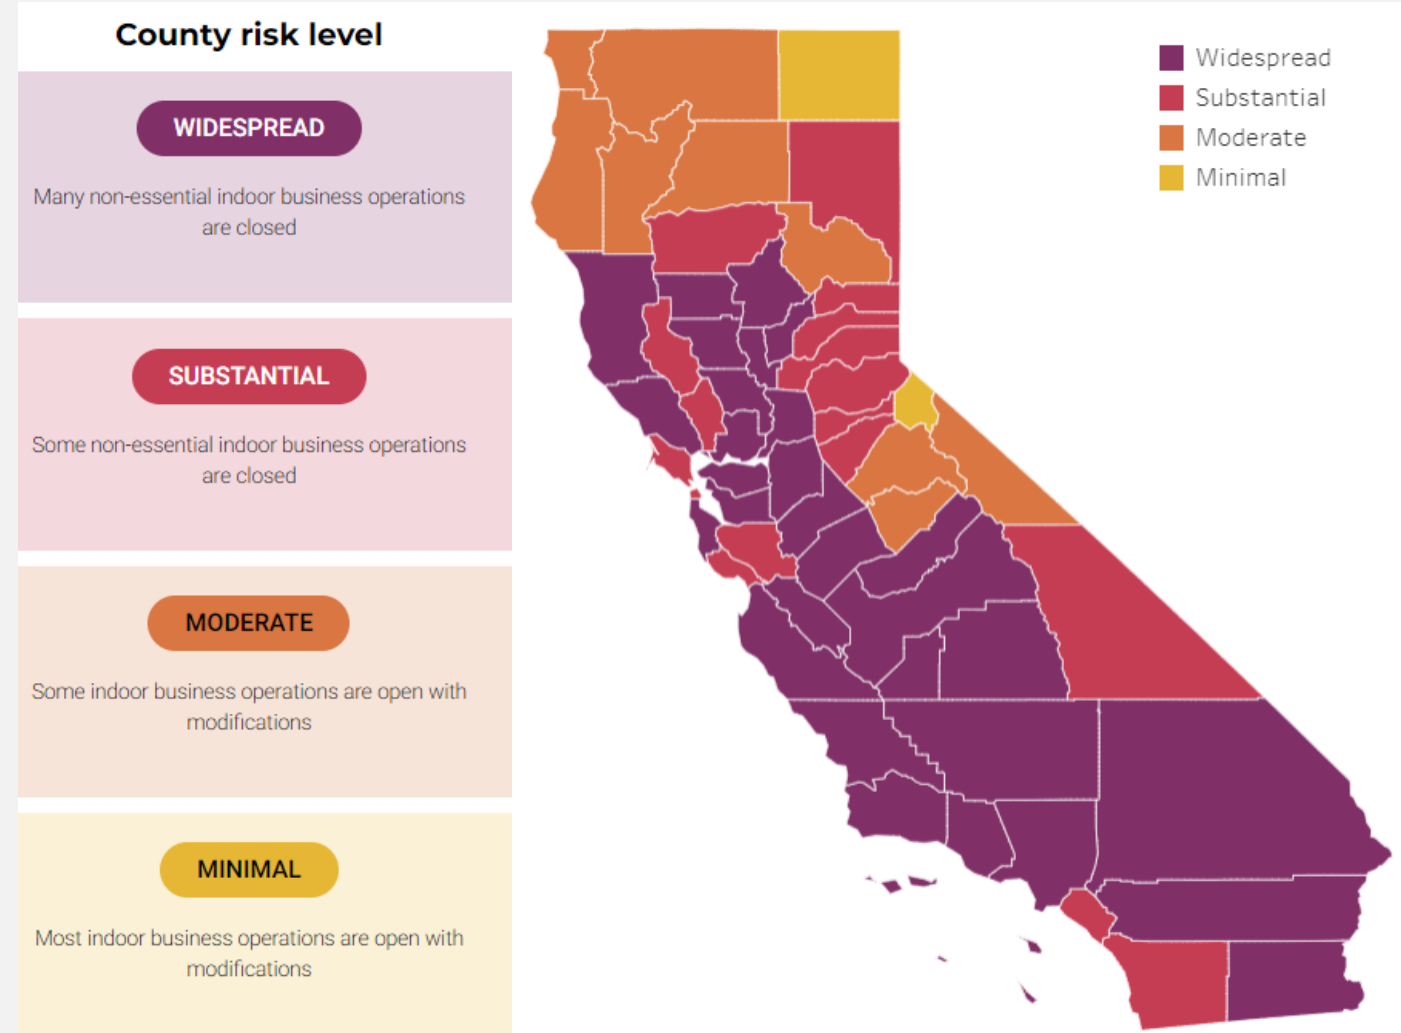 County risk level
WIDESPREAD
Many non-essential indoor business operations
are closed
SUBSTANTIAL
Some non-essential indoor business operations
are closed
MODERATE
Some indoor business operations are open with
modifications
MINIMAL
Most indoor business operations are open with
modifications
Widespread
Substantial
Moderate
Minimal